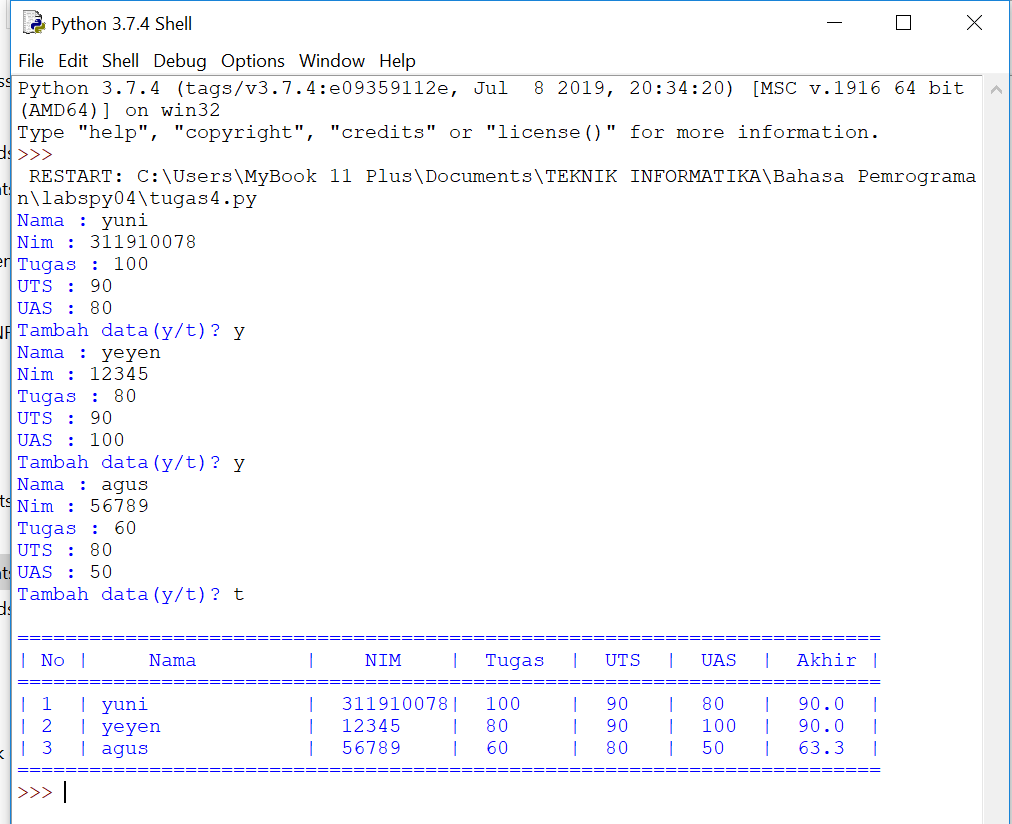 Python 3.7.4 Shell
File Edit Shell Debug Options Window Help
Python 3.7.4 (tags/v3.7.4:e09359112e, Jul  8 2019, 20:34:20) [MSC v.1916 64 bit
(AMD64)] on win32
Type "help", "copyright", "credits" or "license()" for more information.
>>>
 RESTART: C:\Users\MyBook 11 Plus\Documents\TEKNIK INFORMATIKA\Bahasa Pemrograma
n\labspy04\tugas4.py
Nama : yuni
Nim : 311910078
Tugas : 100
UTS : 90
UAS : 80
Tambah data(y/t)? y
Nama : yeyen
Nim : 12345
Tugas : 80
UTS : 90
UAS : 100
Tambah data(y/t)? y
Nama : agus
Nim : 56789
Tugas : 60
UTS : 80
UAS : 50
Tambah data(y/t)? t
========================================================================
| No |     Nama         |    NIM    |  Tugas  |  UTS  |  UAS  |  Akhir |
========================================================================
| 1  | yuni             |  311910078|  100    |  90   |  80   |  90.0  |
| 2  | yeyen            |  12345    |  80     |  90   |  100  |  90.0  |
| 3  | agus             |  56789    |  60     |  80   |  50   |  63.3  |
========================================================================
>>>